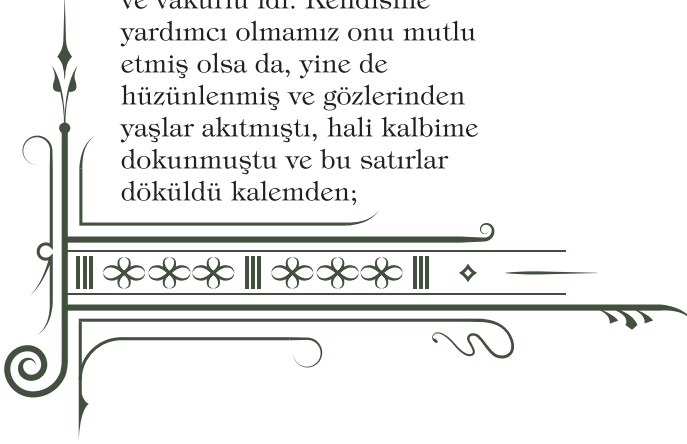 ve vakurlu idi. Kendisine
yardımcı olmamız onu mutlu
etmiş olsa da, yine de
hüzünlenmiş ve gözlerinden
yaşlar akıtmıştı, hali kalbime
dokunmuştu ve bu satırlar
döküldü kalemden;